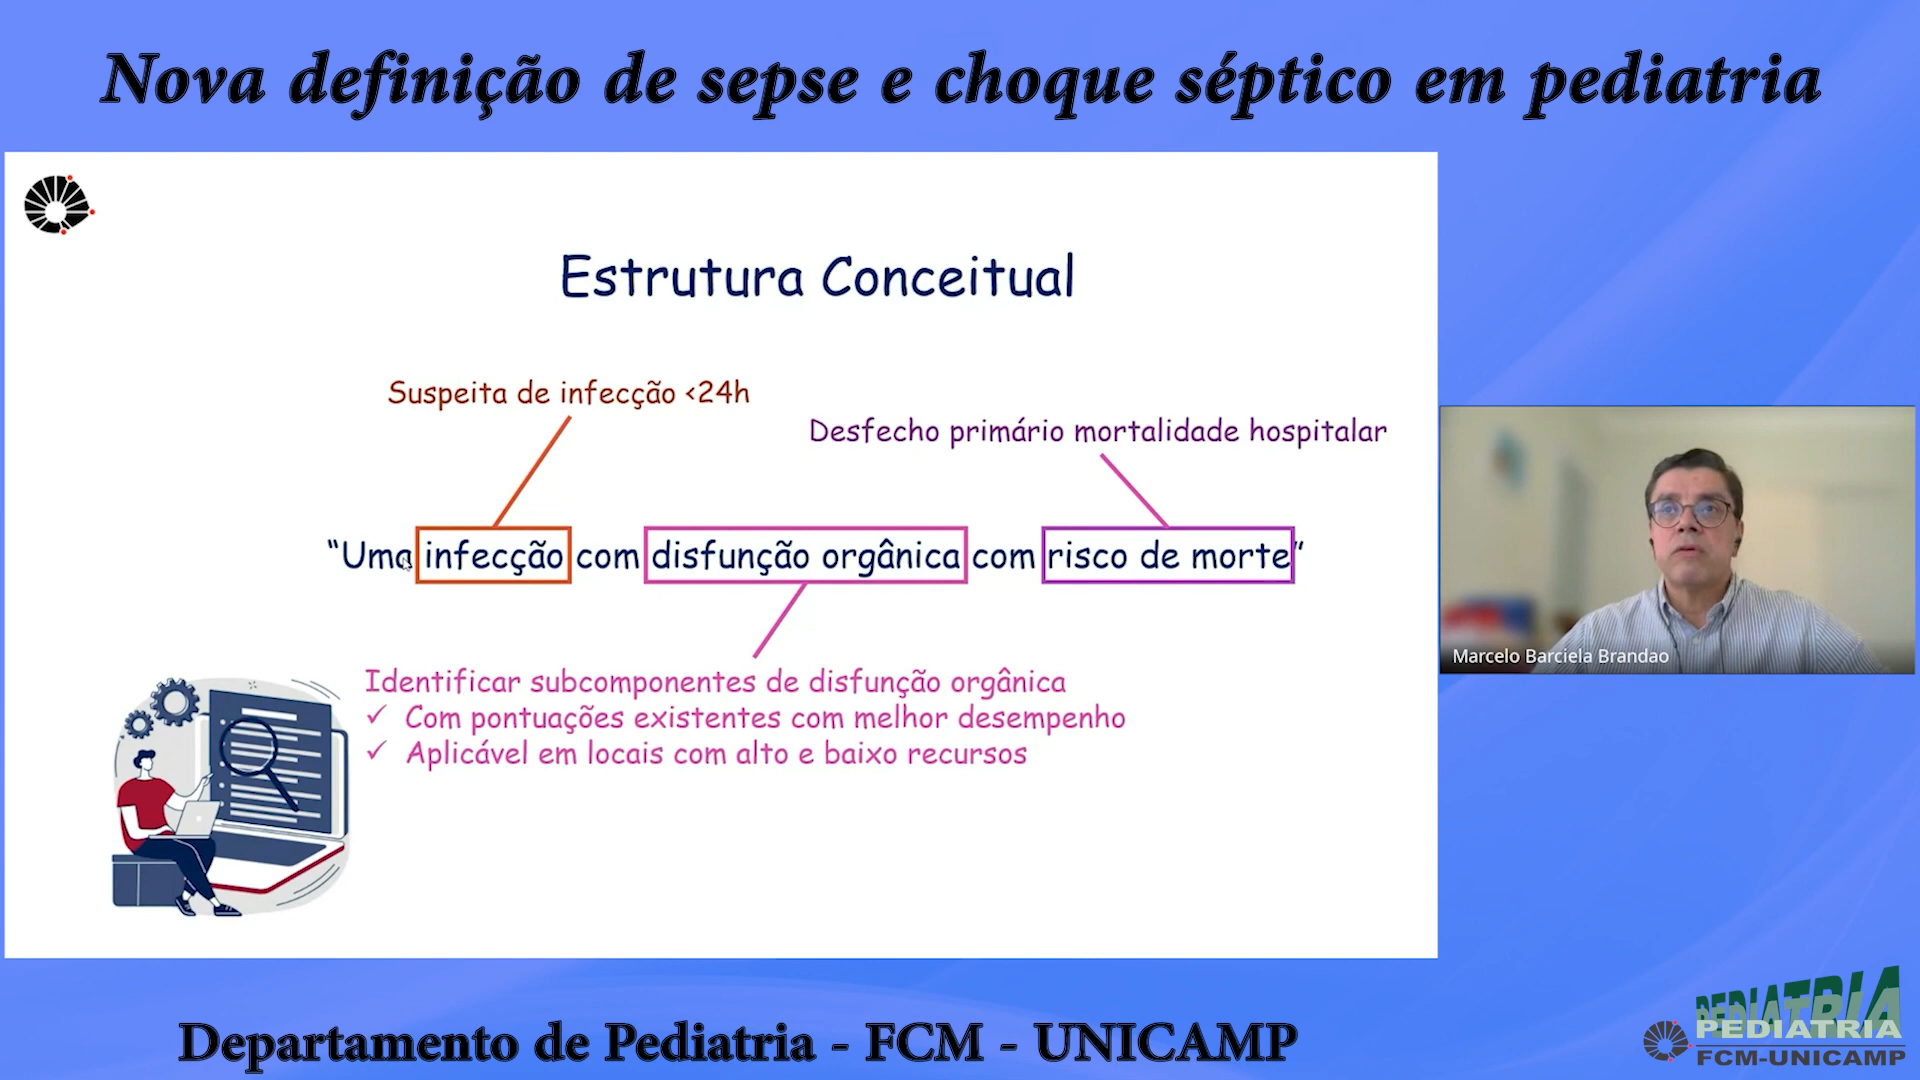 Nova definição de sepse e choque séptico em pediatria
Estrutura Conceitual
Suspeita de infecção <24h
Desfecho primário mortalidade hospitalar
“Uma infecção com disfunção orgânica com risco de morte”
Identificar subcomponentes de disfunção orgânica
✓ Com pontuações existentes com melhor desempenho
✓ Aplicável em locais com alto e baixo recursos
Marcelo Barciela Brandao
Departamento de Pediatria - FCM - UNICAMP
PEDIATRIA
PEDIATRIA
FCM-UNICAMP